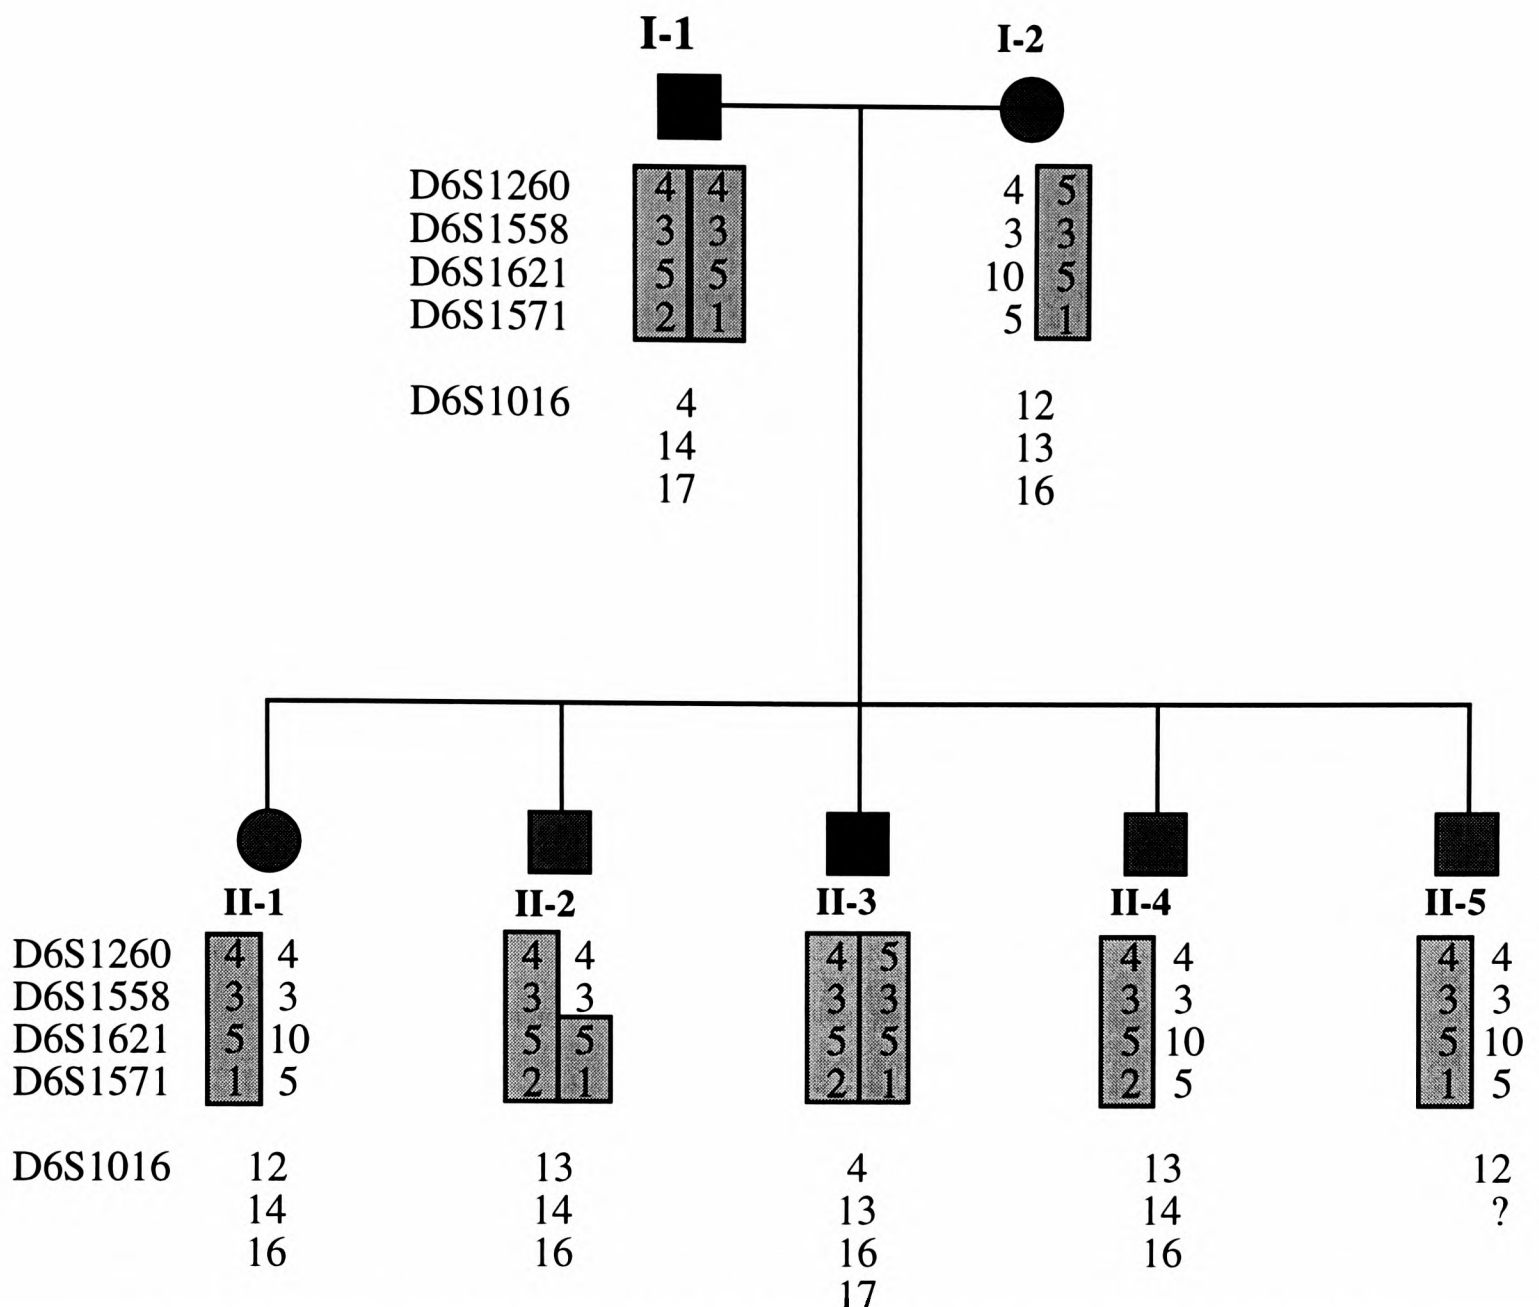 I-1 I-2
D6S1260 4 4 4 5
D6S1558 3 3 3 3
D6S1621 5 5 10 5
D6S1571 2 1 5 1
D6S1016 4 12
14 13
17 16
II-1 II-2 II-3 II-4 II-5
D6S1260 4 4 4 4 4 5 4 4 4 4
D6S1558 3 3 3 3 3 3 3 3 3 3
D6S1621 5 10 5 5 5 5 5 10 5 10
D6S1571 1 5 2 1 2 1 2 5 1 5
D6S1016 12 13 4 13 12
14 14 13 14 ?
16 16 16 16
17